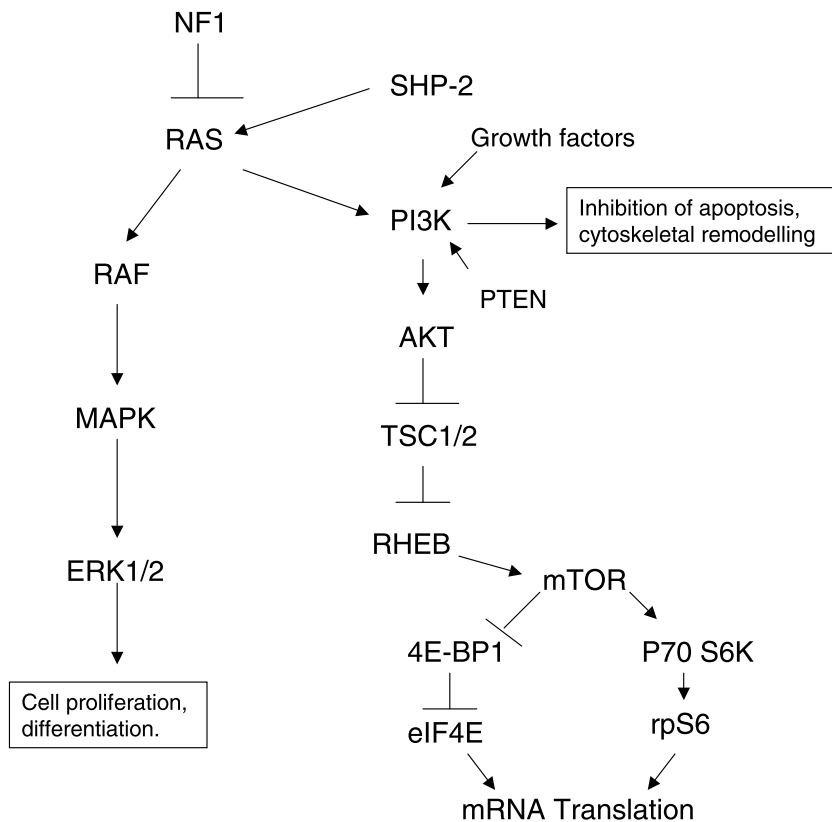 NF1
SHP-2
RAS
Growth factors
PI3K
Inhibition of apoptosis,
cytoskeletal remodelling
RAF
PTEN
AKT
MAPK
TSC1/2
RHEB
ERK1/2
mTOR
4E-BP1
P70 S6K
Cell proliferation,
differentiation.
eIF4E
rpS6
mRNA Translation